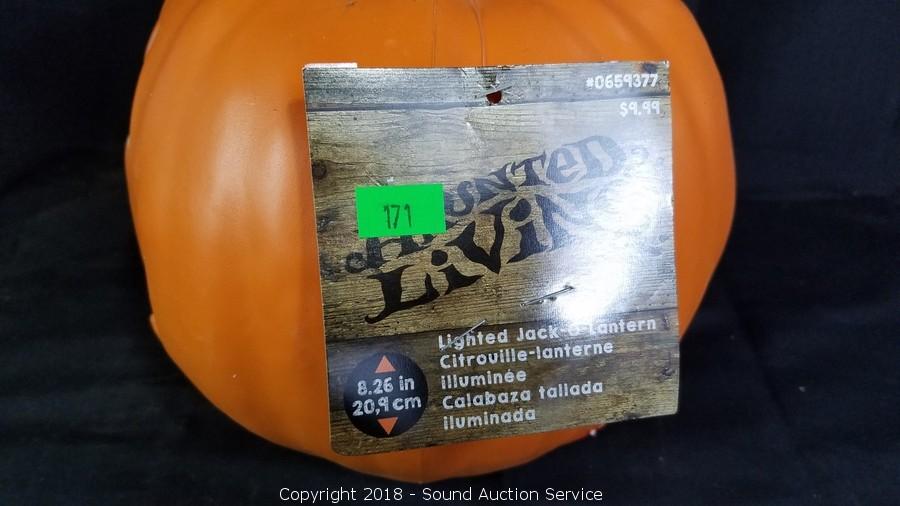 #0659377
$9.99
HAUNTED
LiViNG
171
Lighted Jack-o-Lantern
Citrouille-lanterne
illuminée
Calabaza tallada
iluminada
8.26 in
20,9 cm
Copyright 2018 - Sound Auction Service